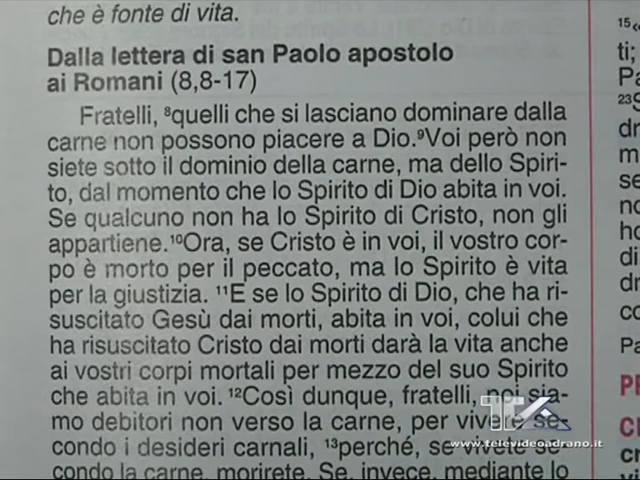 che è fonte di vita.
Dalla lettera di san Paolo apostolo
ai Romani (8,8-17)
Fratelli, ⁸quelli che si lasciano dominare dalla
carne non possono piacere a Dio.⁹Voi però non
siete sotto il dominio della carne, ma dello Spiri-
to, dal momento che lo Spirito di Dio abita in voi.
Se qualcuno non ha lo Spirito di Cristo, non gli
appartiene.¹⁰Ora, se Cristo è in voi, il vostro cor-
po è morto per il peccato, ma lo Spirito è vita
per la giustizia. ¹¹E se lo Spirito di Dio, che ha ri-
suscitato Gesù dai morti, abita in voi, colui che
ha risuscitato Cristo dai morti darà la vita anche
ai vostri corpi mortali per mezzo del suo Spirito
che abita in voi. ¹²Così dunque, fratelli, noi sia-
mo debitori non verso la carne, per vivere se-
condo i desideri carnali, ¹³perché, se vivete se-
condo la carne, morirete. Se, invece, mediante lo
www.televideoadrano.it